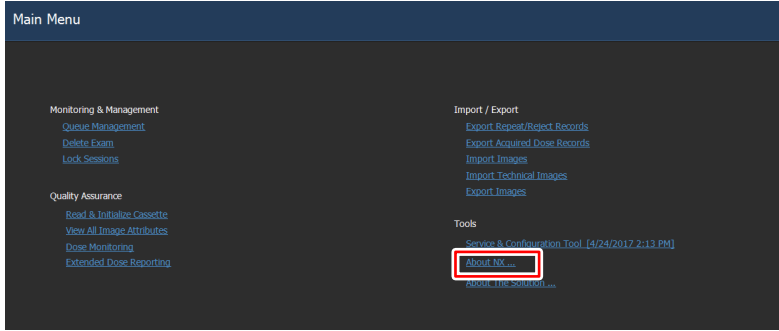 Main Menu
Monitoring & Management
Queue Management
Delete Exam
Lock Sessions
Quality Assurance
Read & Initialize Cassette
View All Image Attributes
Dose Monitoring
Extended Dose Reporting
Import / Export
Export Repeat/Reject Records
Export Acquired Dose Records
Import Images
Import Technical Images
Export Images
Tools
Service & Configuration Tool [4/24/2017 2:13 PM]
About NX ...
About The Solution ...